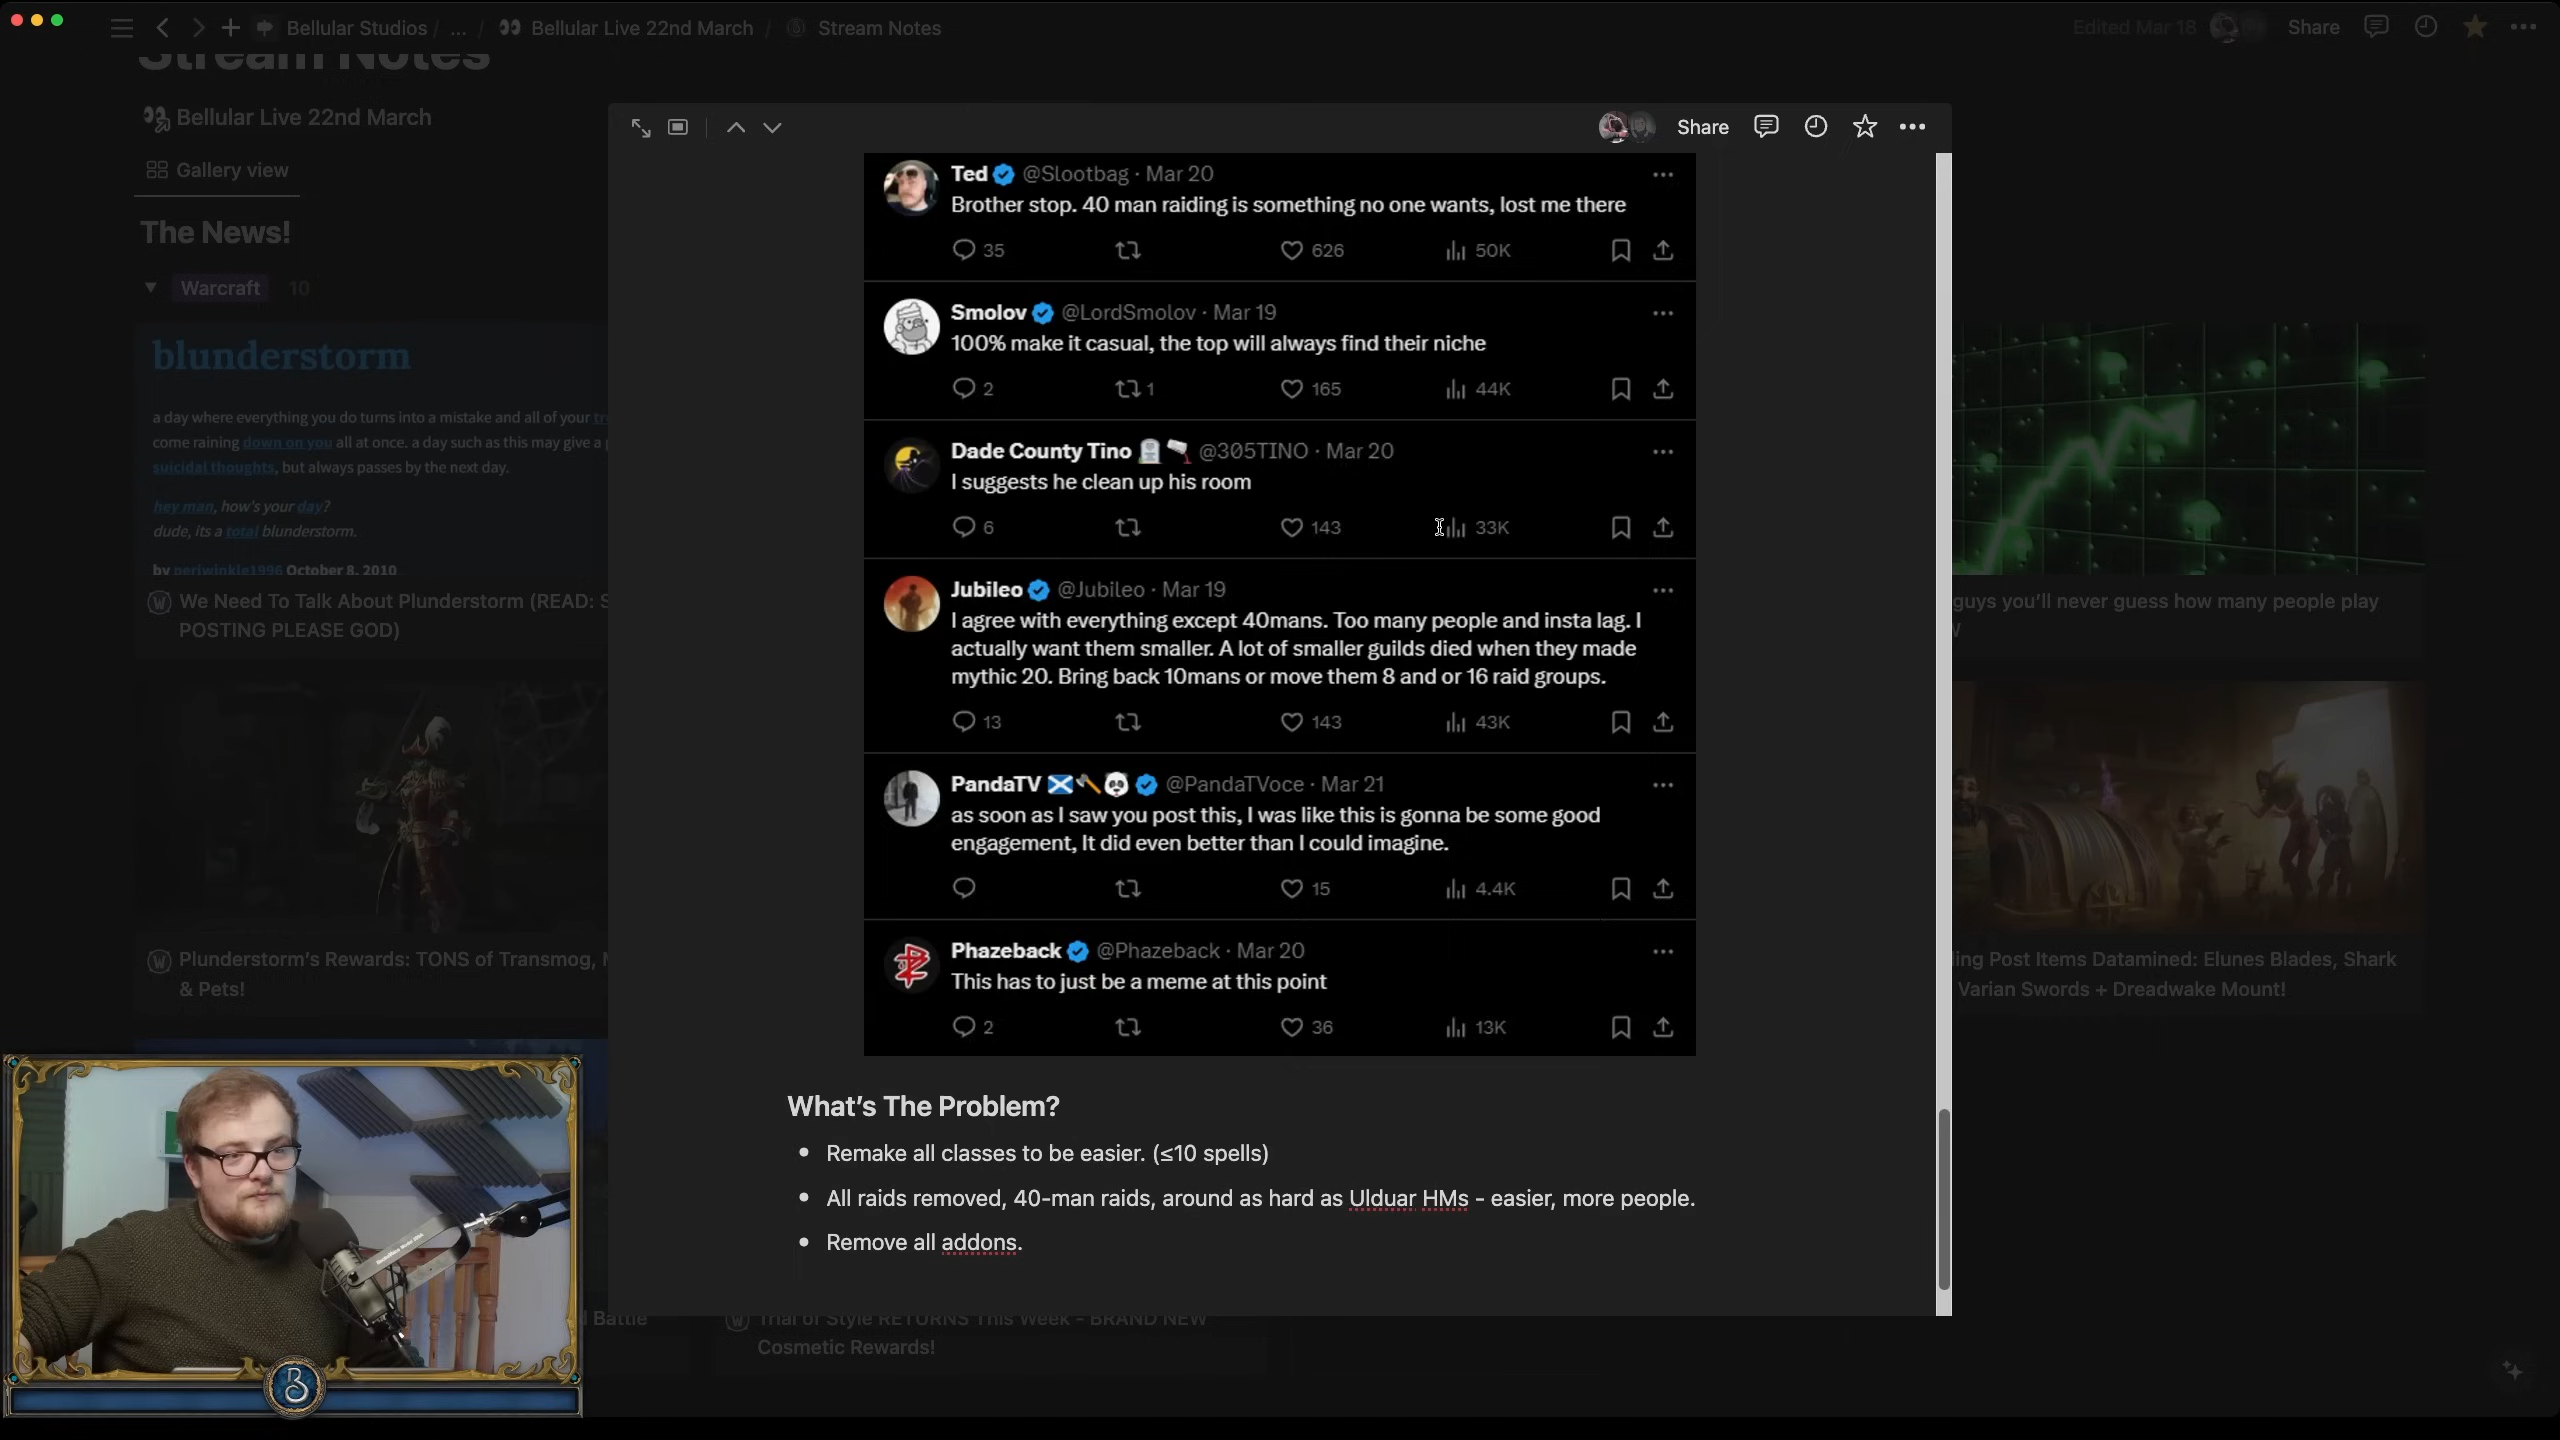 Bellular Studios / ... / 👀 Bellular Live 22nd March / Stream Notes
Edited Mar 18
Share
Stream Notes
Bellular Live 22nd March
Gallery view
The News!
Warcraft 10
blunderstorm
a day where everything you do turns into a mistake and all of your
come raining down on you all at once. a day such as this may give a
suicidal thoughts, but always passes by the next day.
hey man, how's your day?
dude, its a total blunderstorm.
by periwinkle1996 October 8, 2010
We Need To Talk About Plunderstorm (READ: S
POSTING PLEASE GOD)
Plunderstorm's Rewards: TONS of Transmog,
& Pets!
Share
Ted @Slootbag · Mar 20
Brother stop. 40 man raiding is something no one wants, lost me there
35 626 50K
Smolov @LordSmolov · Mar 19
100% make it casual, the top will always find their niche
2 1 165 44K
Dade County Tino @305TINO · Mar 20
I suggests he clean up his room
6 143 33K
Jubileo @Jubileo · Mar 19
I agree with everything except 40mans. Too many people and insta lag. I
actually want them smaller. A lot of smaller guilds died when they made
mythic 20. Bring back 10mans or move them 8 and or 16 raid groups.
13 143 43K
PandaTV @PandaTVoce · Mar 21
as soon as I saw you post this, I was like this is gonna be some good
engagement, It did even better than I could imagine.
15 4.4K
Phazeback @Phazeback · Mar 20
This has to just be a meme at this point
2 36 13K
What's The Problem?
• Remake all classes to be easier. (≤10 spells)
• All raids removed, 40-man raids, around as hard as Ulduar HMs - easier, more people.
• Remove all addons.
guys you'll never guess how many people play
ing Post Items Datamined: Elunes Blades, Shark
Varian Swords + Dreadwake Mount!
Battle
Trial of Style RETURNS This Week - BRAND NEW
Cosmetic Rewards!
B